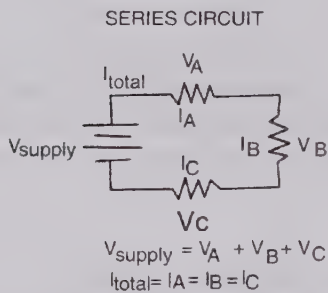 SERIES CIRCUIT
VA
Itotal
IA
Vsupply
IB
VB
IC
VC
Vsupply = VA + VB + VC
Itotal = IA = IB = IC